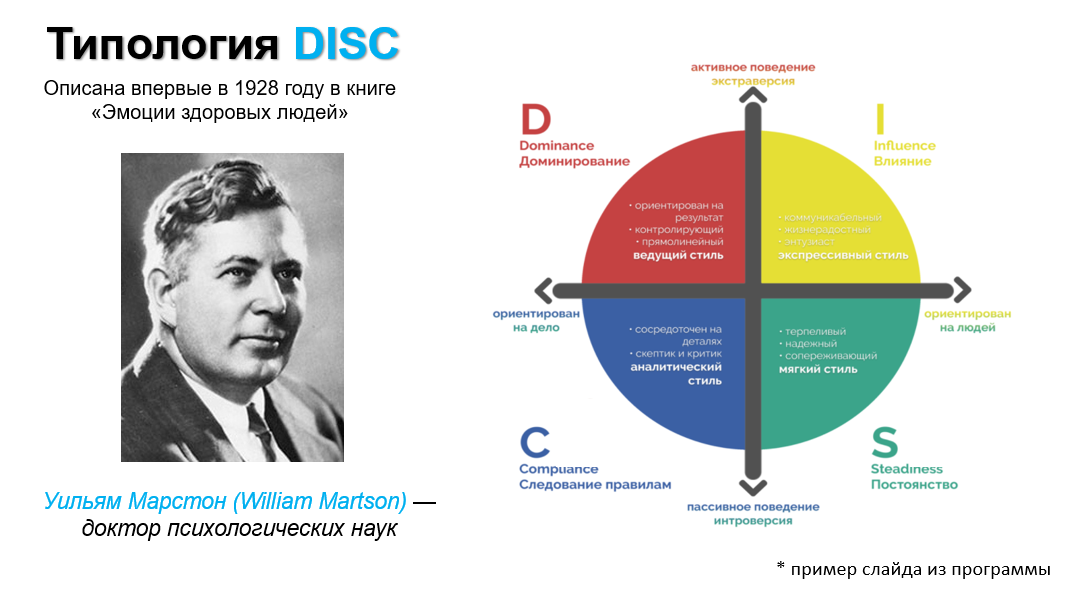 Типология DISC
Описана впервые в 1928 году в книге
«Эмоции здоровых людей»
Уильям Марстон (William Martson) —
доктор психологических наук
активное поведение
экстраверсия
D
Dominance
Доминирование
I
Influence
Влияние
• ориентирован на
результат
• контролирующий
• прямолинейный
ведущий стиль
• коммуникабельный
• жизнерадостный
• энтузиаст
экспрессивный стиль
ориентирован
на дело
ориентирован
на людей
• сосредоточен на
деталях
• скептик и критик
аналитический
стиль
• терпеливый
• надежный
• сопереживающий
мягкий стиль
C
Compliance
Следование правилам
S
Steadiness
Постоянство
пассивное поведение
интроверсия
* пример слайда из программы